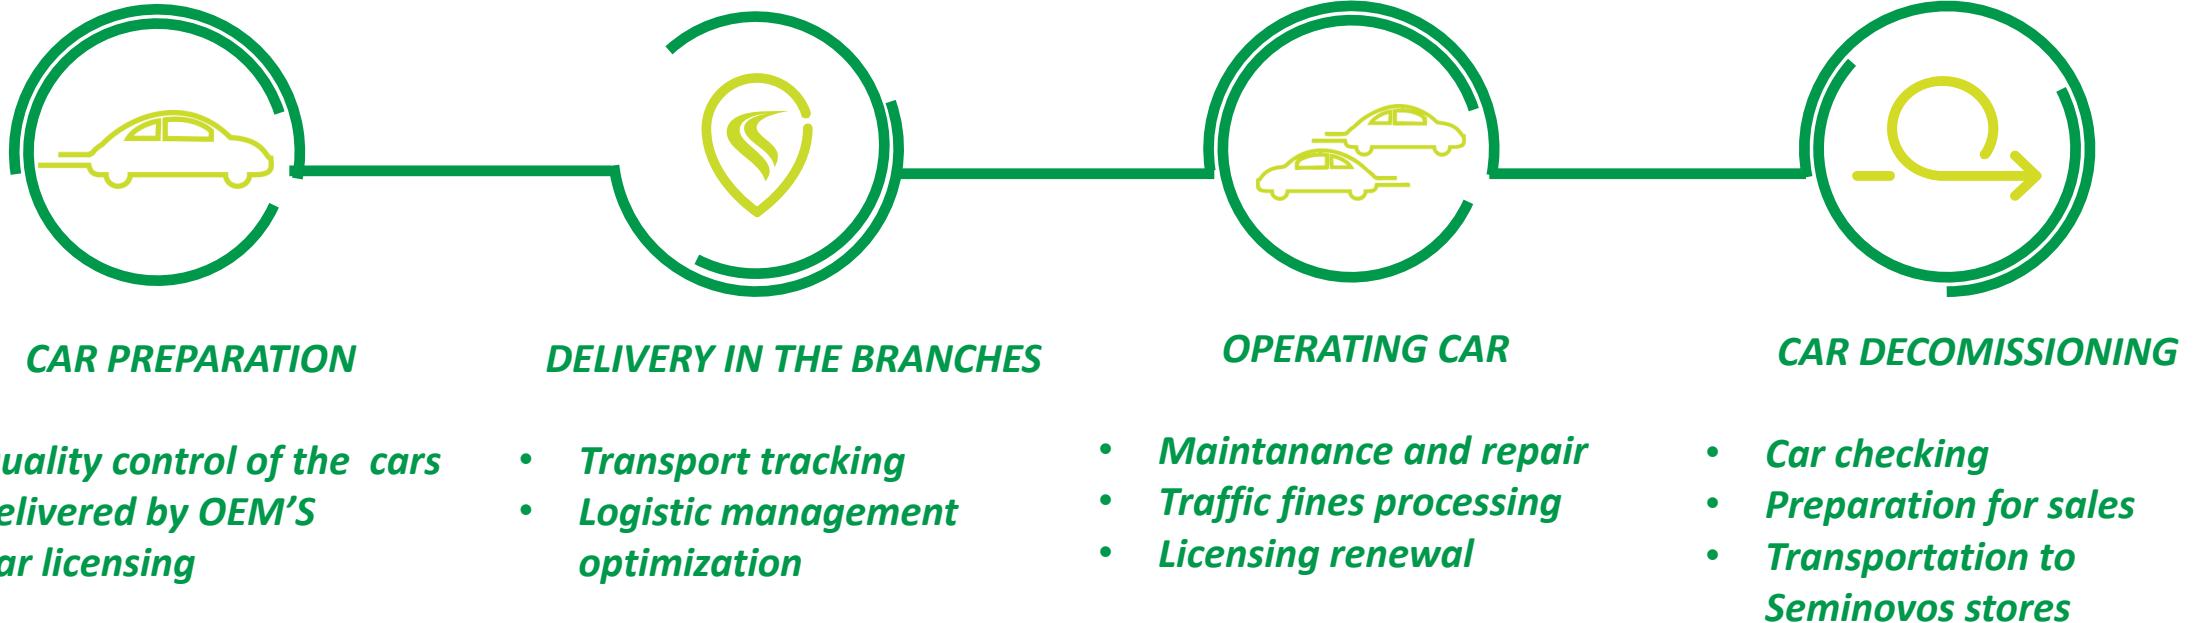 CAR PREPARATION
uality control of the cars
elivered by OEM'S
ar licensing
DELIVERY IN THE BRANCHES
• Transport tracking
• Logistic management
optimization
OPERATING CAR
• Maintanance and repair
• Traffic fines processing
• Licensing renewal
CAR DECOMISSIONING
• Car checking
• Preparation for sales
• Transportation to
Seminovos stores